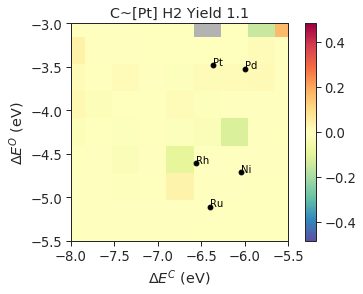 C~[Pt] H2 Yield 1.1
−3.0
−3.5
−4.0
−4.5
−5.0
−5.5
ΔE^O (eV)
Pt
Pd
Rh
Ni
Ru
−8.0 −7.5 −7.0 −6.5 −6.0 −5.5
ΔE^C (eV)
0.4
0.2
0.0
−0.2
−0.4